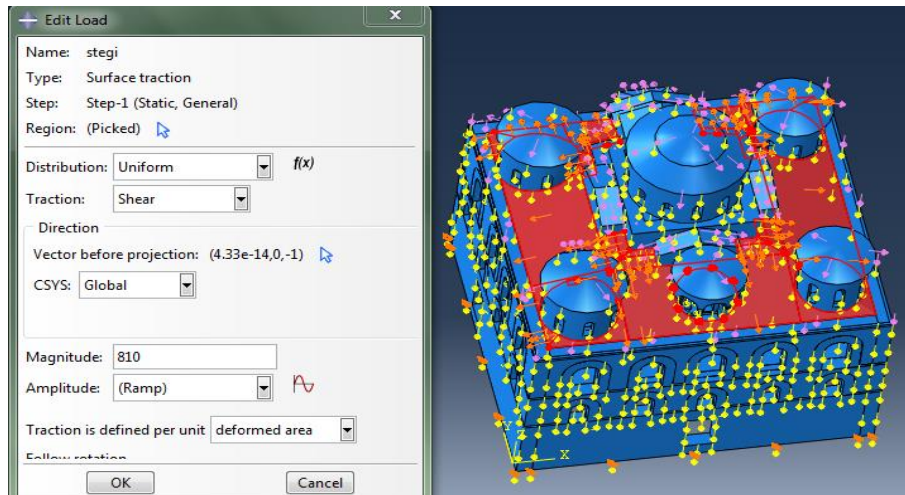 Edit Load
x
Name: stegi
Type: Surface traction
Step: Step-1 (Static, General)
Region: (Picked)
Distribution: Uniform f(x)
Traction: Shear
Direction
Vector before projection: (4.33e-14,0,-1)
CSYS: Global
Magnitude: 810
Amplitude: (Ramp)
Traction is defined per unit deformed area
Follow rotation
OK Cancel
Y
X